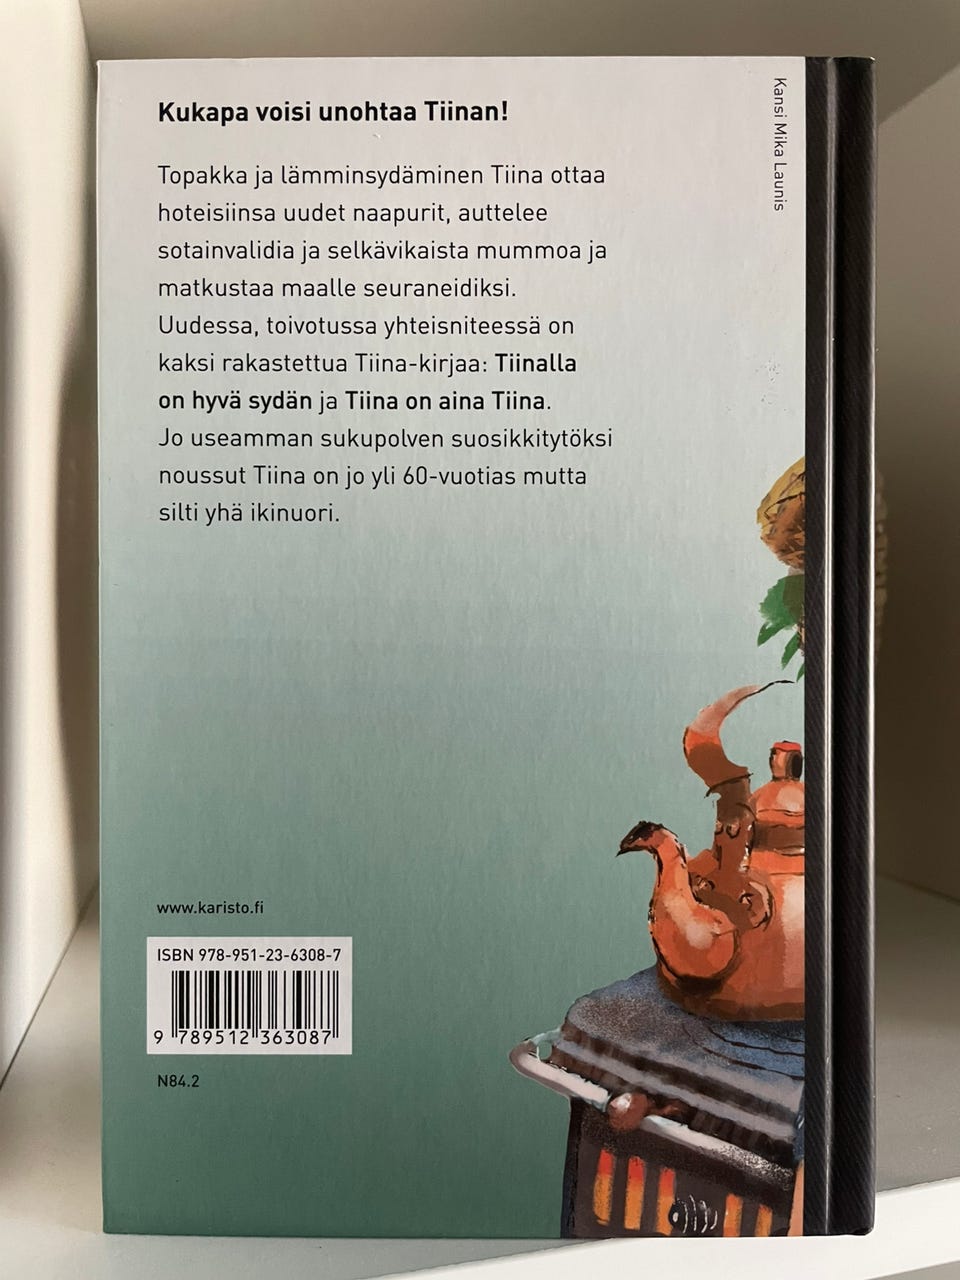 Kukapa voisi unohtaa Tiinan!
Topakka ja lämminsydäminen Tiina ottaa
hoteisiinsa uudet naapurit, auttelee
sotainvalidia ja selkävikaista mummoa ja
matkustaa maalle seuraneidiksi.
Uudessa, toivotussa yhteisniteessä on
kaksi rakastettua Tiina-kirjaa: Tiinalla
on hyvä sydän ja Tiina on aina Tiina.
Jo useamman sukupolven suosikkitytöksi
noussut Tiina on jo yli 60-vuotias mutta
silti yhä ikinuori.
Kansi Mika Launis
www.karisto.fi
ISBN 978-951-23-6308-7
9 789512 363087
N84.2